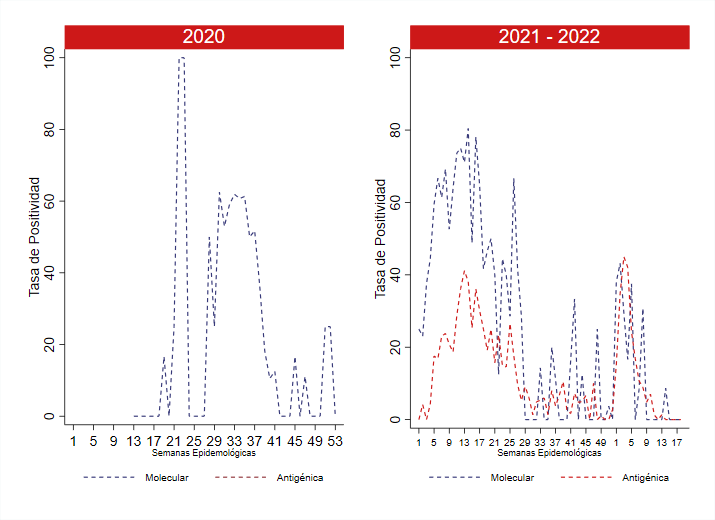 2020
Tasa de Positividad
0 20 40 60 80 100
1 5 9 13 17 21 25 29 33 37 41 45 49 53
Semanas Epidemológicas
Molecular Antigénica
2021 - 2022
Tasa de Positividad
0 20 40 60 80 100
1 5 9 13 17 21 25 29 33 37 41 45 49 1 5 9 13 17
Semanas Epidemológicas
Molecular Antigénica